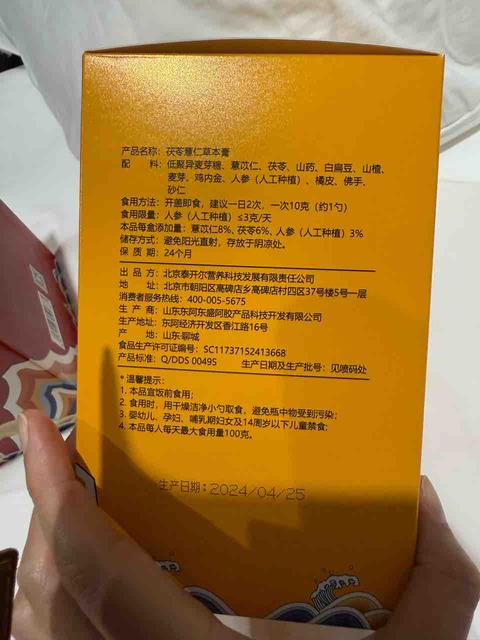 产品名称：茯苓薏仁草本膏
配　　料：低聚异麦芽糖、薏苡仁、茯苓、山药、白扁豆、山楂、
麦芽、鸡内金、人参（人工种植）、橘皮、佛手、
砂仁
食用方法：开盖即食，建议一日2次，一次10克（约1勺）
食用限量：人参（人工种植）≤3克/天
本品每盒添加量：薏苡仁8%、茯苓6%、人参（人工种植）3%
储存方式：避免阳光直射，存放于阴凉处。
保 质 期：24个月
出 品 方：北京泰开尔营养科技发展有限责任公司
地　　址：北京市朝阳区高碑店乡高碑店村四区37号楼5号一层
消费者服务热线：400-005-5675
生 产 商：山东东阿东盛阿胶产品科技开发有限公司
生产地址：东阿经济开发区香江路16号
产　　地：山东·聊城
食品生产许可证编号：SC11737152413668
产品标准：Q/DDS 0049S　　生产日期及生产批号：见喷码处
*温馨提示：
1. 本品宜饭前食用；
2. 食用时，用干燥洁净小勺取食，避免瓶中物受到污染；
3. 婴幼儿、孕妇、哺乳期妇女及14周岁以下儿童禁食；
4. 本品每人每天最大食用量100克。
生产日期：2024/04/25